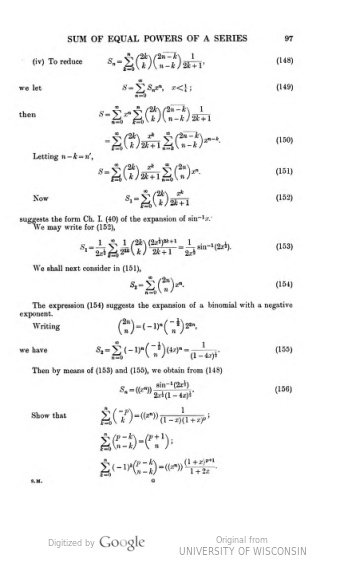 SUM OF EQUAL POWERS OF A SERIES 97
(iv) To reduce S_n = \sum_{k=0}^{n} \binom{2k}{k} \binom{\overline{2n-k}}{n-k} \frac{1}{2k+1}, (148)
we let S = \sum_{n=0}^{\infty} S_n x^n, x < \frac{1}{4}; (149)
then S = \sum_{n=0}^{\infty} x^n \sum_{k=0}^{n} \binom{2k}{k} \binom{\overline{2n-k}}{n-k} \frac{1}{2k+1}
= \sum_{k=0}^{\infty} \binom{2k}{k} \frac{x^k}{2k+1} \sum_{n=k}^{\infty} \binom{\overline{2n-k}}{n-k} x^{n-k}. (150)
Letting n-k=n',
S = \sum_{k=0}^{\infty} \binom{2k}{k} \frac{x^k}{2k+1} \sum_{n=0}^{\infty} \binom{2n}{n} x^n. (151)
Now S_1 = \sum_{k=0}^{\infty} \binom{2k}{k} \frac{x^k}{2k+1} (152)
suggests the form Ch. I. (40) of the expansion of sin^{-1}x.
We may write for (152),
S_1 = \frac{1}{2x^{\frac{1}{2}}} \sum_{k=0}^{\infty} \frac{1}{2^{2k}} \binom{2k}{k} \frac{(2x^{\frac{1}{2}})^{2k+1}}{2k+1} = \frac{1}{2x^{\frac{1}{2}}} sin^{-1}(2x^{\frac{1}{2}}). (153)
We shall next consider in (151),
S_2 = \sum_{n=0}^{\infty} \binom{2n}{n} x^n. (154)
The expression (154) suggests the expansion of a binomial with a negative
exponent.
Writing \binom{2n}{n} = (-1)^n \binom{-\frac{1}{2}}{n} 2^{2n},
we have S_2 = \sum_{n=0}^{\infty} (-1)^n \binom{-\frac{1}{2}}{n} (4x)^n = \frac{1}{(1-4x)^{\frac{1}{2}}}. (155)
Then by means of (153) and (155), we obtain from (148)
S_n = ((x^n)) \frac{sin^{-1}(2x^{\frac{1}{2}})}{2x^{\frac{1}{2}}(1-4x)^{\frac{1}{2}}}. (156)
Show that \sum_{k=0}^{n} \binom{-p}{k} = ((x^n)) \frac{1}{(1-x)(1+x)^p};
\sum_{k=0}^{n} \binom{p-k}{n-k} = \binom{p+1}{n};
\sum_{k=0}^{n} (-1)^k \binom{p-k}{n-k} = ((x^n)) \frac{(1+x)^{p+1}}{1+2x}.
S.M. G
Digitized by Google
Original from
UNIVERSITY OF WISCONSIN